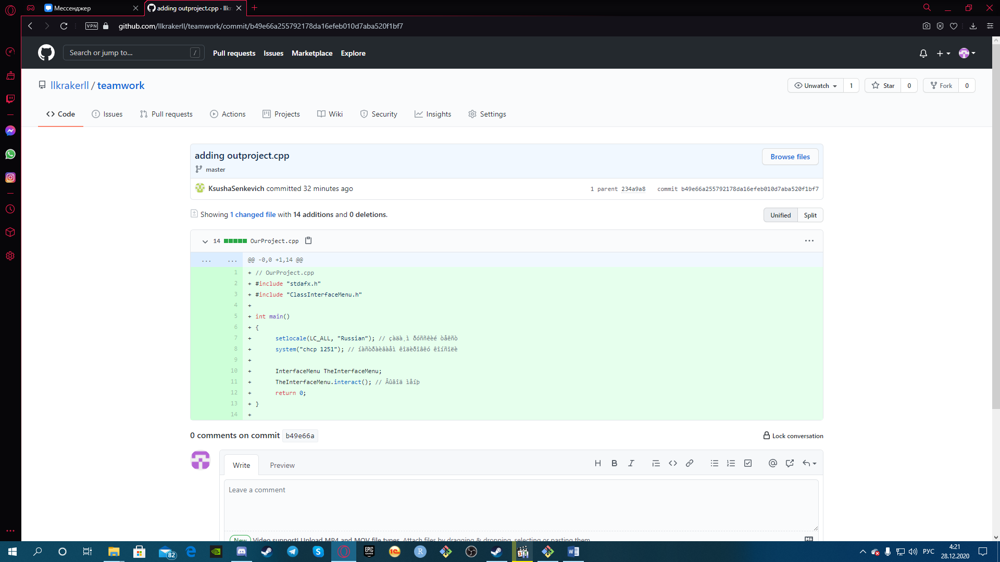 Мессенджер
adding outproject.cpp · llkr
VPN
github.com/llkrakerll/teamwork/commit/b49e66a255792178da16efeb010d7aba520f1bf7
Search or jump to... /
Pull requests Issues Marketplace Explore
llkrakerll / teamwork
Unwatch 1 Star 0 Fork 0
Code Issues Pull requests Actions Projects Wiki Security Insights Settings
adding outproject.cpp
Browse files
master
KsushaSenkevich committed 32 minutes ago
1 parent 234a9a8 commit b49e66a255792178da16efeb010d7aba520f1bf7
Showing 1 changed file with 14 additions and 0 deletions.
Unified Split
14 OurProject.cpp
... ... @@ -0,0 +1,14 @@
1 + // OurProject.cpp
2 + #include "stdafx.h"
3 + #include "ClassInterfaceMenu.h"
4 +
5 + int main()
6 + {
7 + setlocale(LC_ALL, "Russian"); // çàäà¸ì ðóññêèé òåêñò
8 + system("chcp 1251"); // íàñòðàèâàåì êîäèðîâêó êîíñîëè
9 +
10 + InterfaceMenu TheInterfaceMenu;
11 + TheInterfaceMenu.interact(); // Âûâîä ìåíþ
12 + return 0;
13 + }
14 +
0 comments on commit b49e66a
Lock conversation
Write Preview
Leave a comment
New Video support! Upload MP4 and MOV file types. Attach files by dragging & dropping, selecting or pasting them.
82
EPIC GAMES
РУС
4:21
28.12.2020